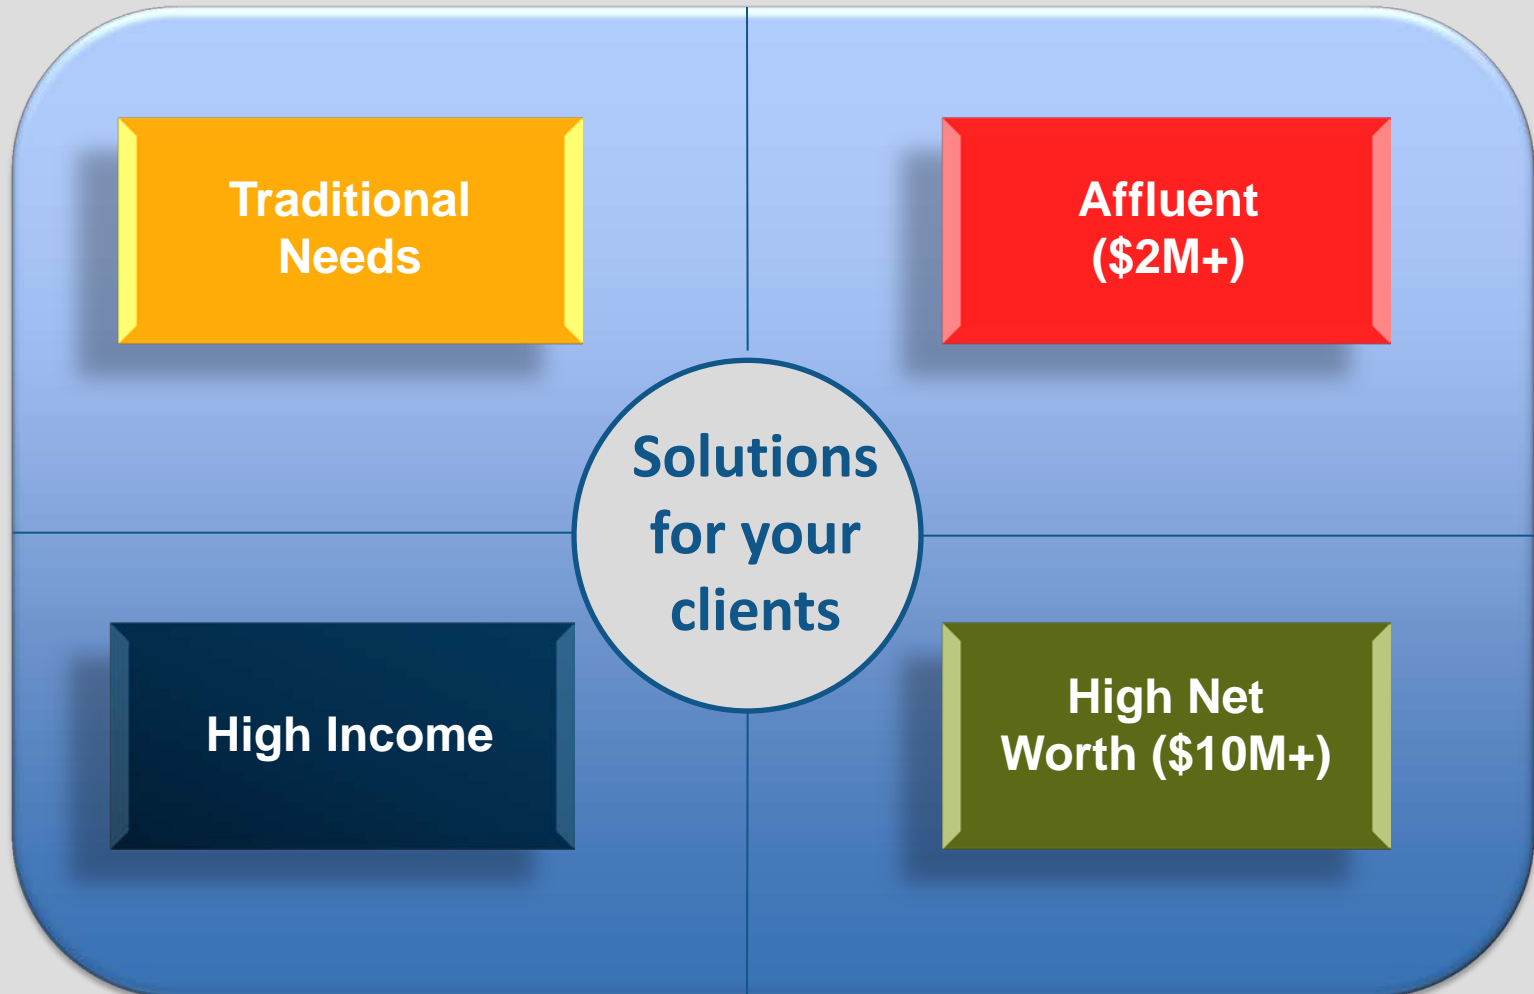 Traditional
Needs
Affluent
($2M+)
Solutions
for your
clients
High Income
High Net
Worth ($10M+)